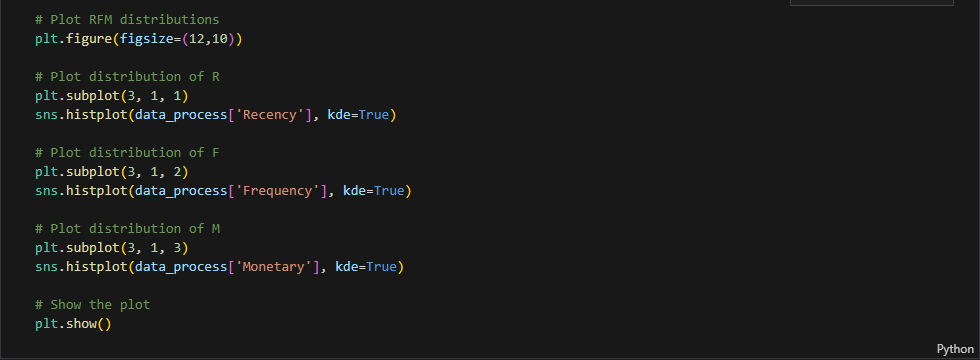 # Plot RFM distributions
plt.figure(figsize=(12,10))
# Plot distribution of R
plt.subplot(3, 1, 1)
sns.histplot(data_process['Recency'], kde=True)
# Plot distribution of F
plt.subplot(3, 1, 2)
sns.histplot(data_process['Frequency'], kde=True)
# Plot distribution of M
plt.subplot(3, 1, 3)
sns.histplot(data_process['Monetary'], kde=True)
# Show the plot
plt.show()
Python